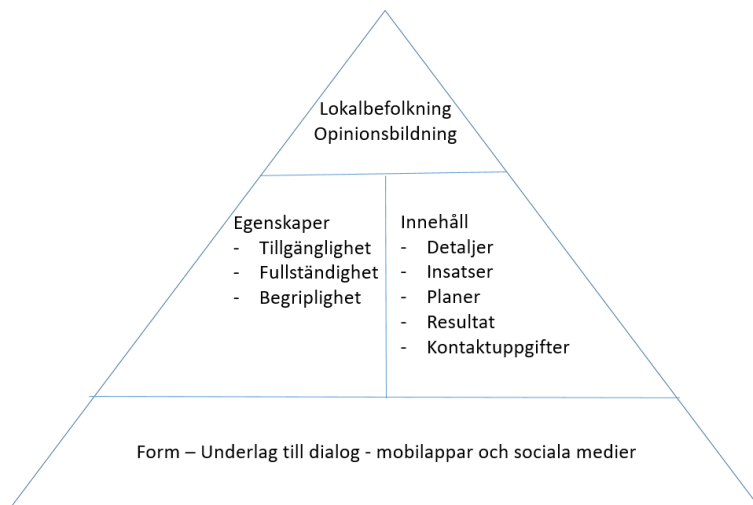 Lokalbefolkning
Opinionsbildning
Egenskaper
- Tillgänglighet
- Fullständighet
- Begriplighet
Innehåll
- Detaljer
- Insatser
- Planer
- Resultat
- Kontaktuppgifter
Form – Underlag till dialog - mobilappar och sociala medier